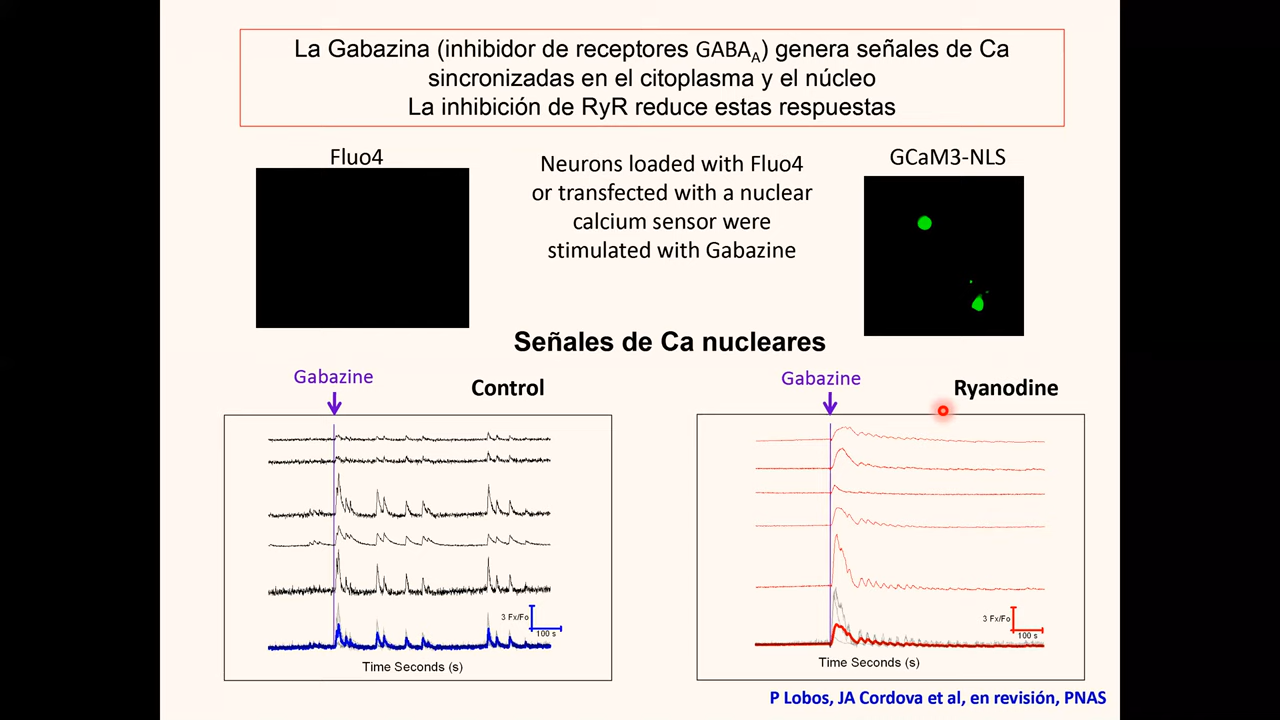 La Gabazina (inhibidor de receptores GABAA) genera señales de Ca
sincronizadas en el citoplasma y el núcleo
La inhibición de RyR reduce estas respuestas
Fluo4
Neurons loaded with Fluo4
or transfected with a nuclear
calcium sensor were
stimulated with Gabazine
GCaM3-NLS
Señales de Ca nucleares
Gabazine
Control
3 Fx/Fo
100 s
Time Seconds (s)
Gabazine
Ryanodine
3 Fx/Fo
100 s
Time Seconds (s)
P Lobos, JA Cordova et al, en revisión, PNAS